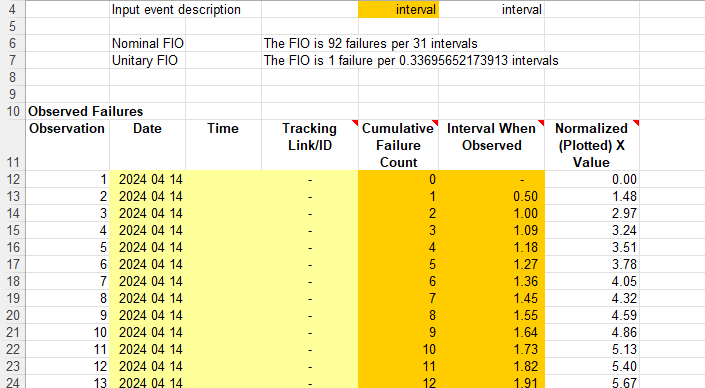 4 Input event description interval interval
5
6 Nominal FIO The FIO is 92 failures per 31 intervals
7 Unitary FIO The FIO is 1 failure per 0.33695652173913 intervals
8
9
10 Observed Failures
11 Observation Date Time Tracking Link/ID Cumulative Failure Count Interval When Observed Normalized (Plotted) X Value
12 1 2024 04 14 - 0 - 0.00
13 2 2024 04 14 - 1 0.50 1.48
14 3 2024 04 14 - 2 1.00 2.97
15 4 2024 04 14 - 3 1.09 3.24
16 5 2024 04 14 - 4 1.18 3.51
17 6 2024 04 14 - 5 1.27 3.78
18 7 2024 04 14 - 6 1.36 4.05
19 8 2024 04 14 - 7 1.45 4.32
20 9 2024 04 14 - 8 1.55 4.59
21 10 2024 04 14 - 9 1.64 4.86
22 11 2024 04 14 - 10 1.73 5.13
23 12 2024 04 14 - 11 1.82 5.40
24 13 2024 04 14 - 12 1.91 5.67